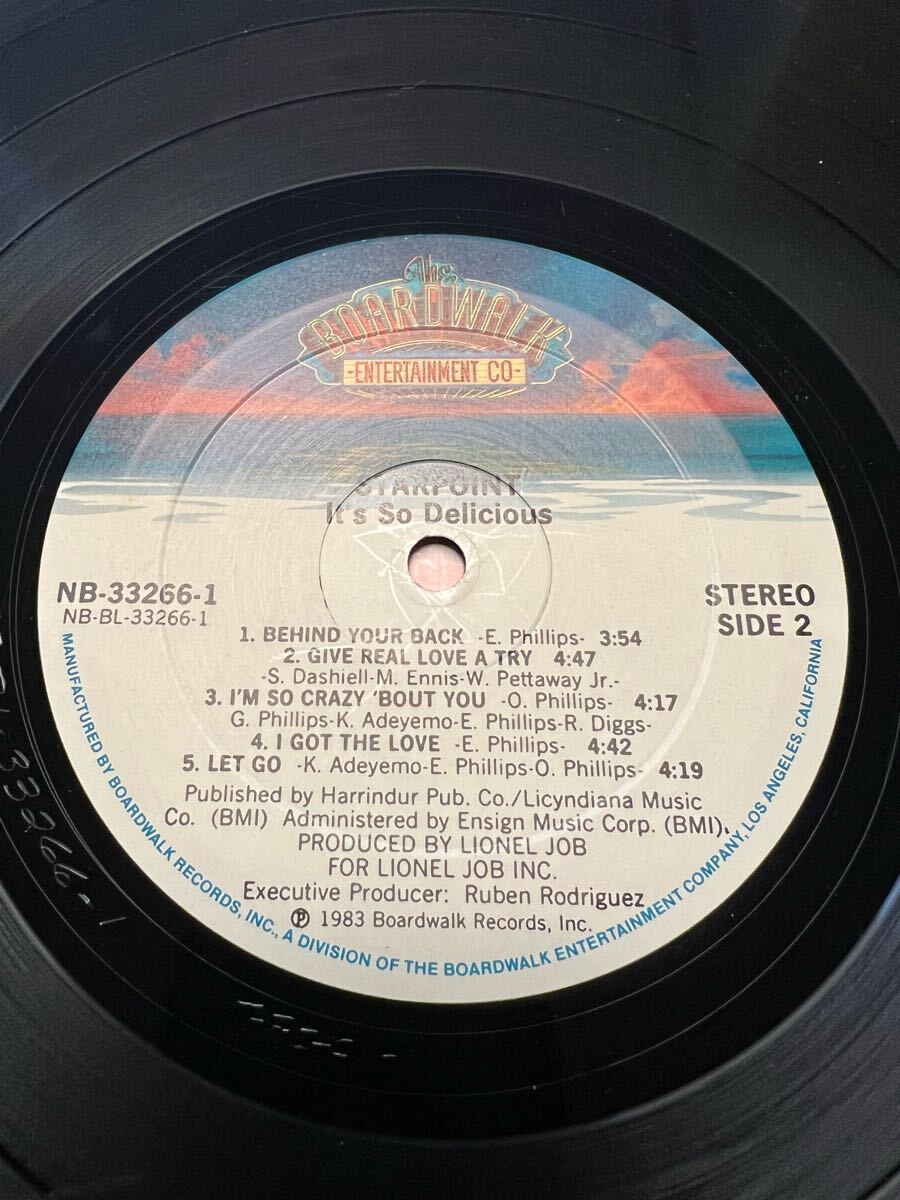 The
BOARDWALK
-ENTERTAINMENT CO-
STARPOINT
It's So Delicious
NB-33266-1
NB-BL-33266-1
STEREO
SIDE 2
1. BEHIND YOUR BACK -E. Phillips- 3:54
2. GIVE REAL LOVE A TRY 4:47
-S. Dashiell-M. Ennis-W. Pettaway Jr.-
3. I'M SO CRAZY 'BOUT YOU -O. Phillips- 4:17
G. Phillips-K. Adeyemo-E. Phillips-R. Diggs-
4. I GOT THE LOVE -E. Phillips- 4:42
5. LET GO -K. Adeyemo-E. Phillips-O. Phillips- 4:19
Published by Harrindur Pub. Co./Licyndiana Music
Co. (BMI) Administered by Ensign Music Corp. (BMI).
PRODUCED BY LIONEL JOB
FOR LIONEL JOB INC.
Executive Producer: Ruben Rodriguez
℗ 1983 Boardwalk Records, Inc.
MANUFACTURED BY BOARDWALK RECORDS, INC., A DIVISION OF THE BOARDWALK ENTERTAINMENT COMPANY, LOS ANGELES, CALIFORNIA
33266-1